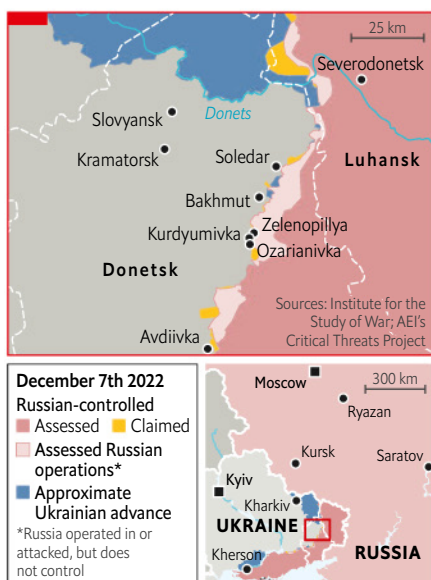 25 km
Severodonetsk
Slovyansk
Donets
Kramatorsk
Soledar
Luhansk
Bakhmut
Zelenopillya
Kurdyumivka
Ozarianivka
Donetsk
Sources: Institute for the
Study of War; AEI's
Critical Threats Project
Avdiivka
December 7th 2022
Russian-controlled
Assessed
Claimed
Assessed Russian
operations*
Approximate
Ukrainian advance
*Russia operated in or
attacked, but does
not control
Moscow
300 km
Ryazan
Kursk
Saratov
Kyiv
Kharkiv
UKRAINE
Kherson
RUSSIA